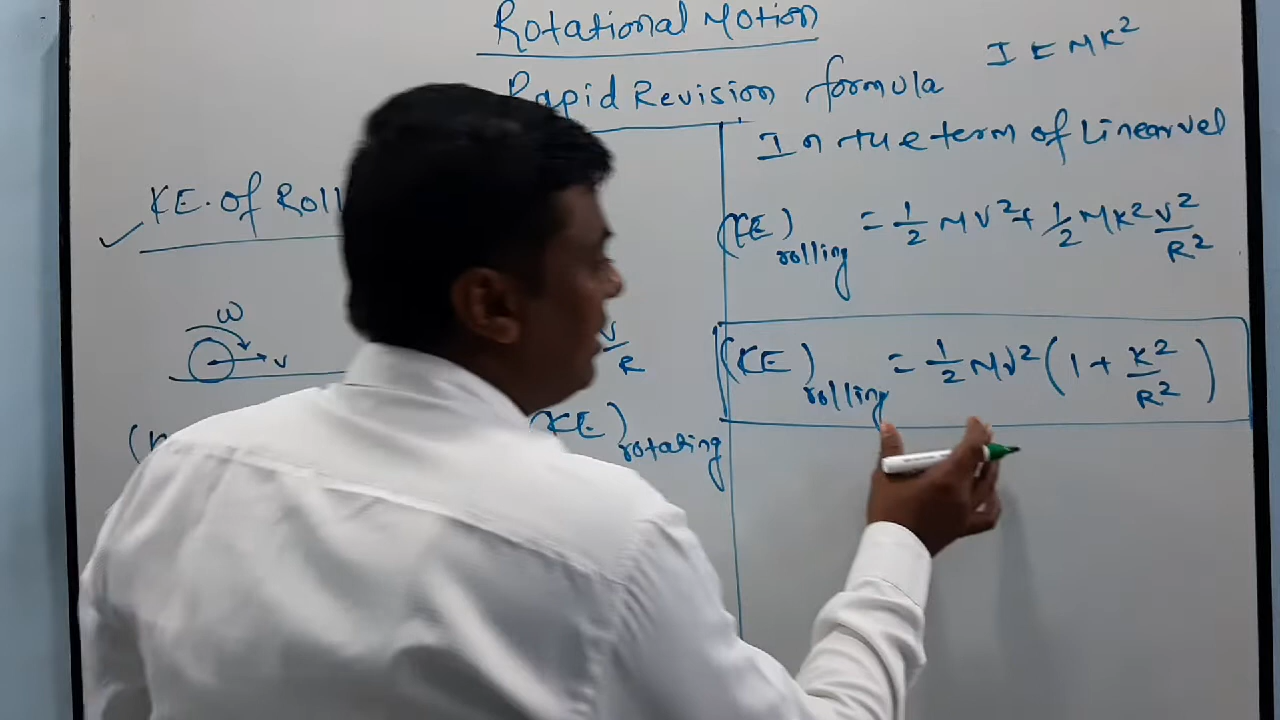 Rotational Motion
Rapid Revision formula
I = MK²
KE. of Roll
ω
v
V/R
KE) rotating
In the term of Linear vel
(KE) rolling = 1/2 MV² + 1/2 MK² V²/R²
(KE) rolling = 1/2 MV² (1 + K²/R²)